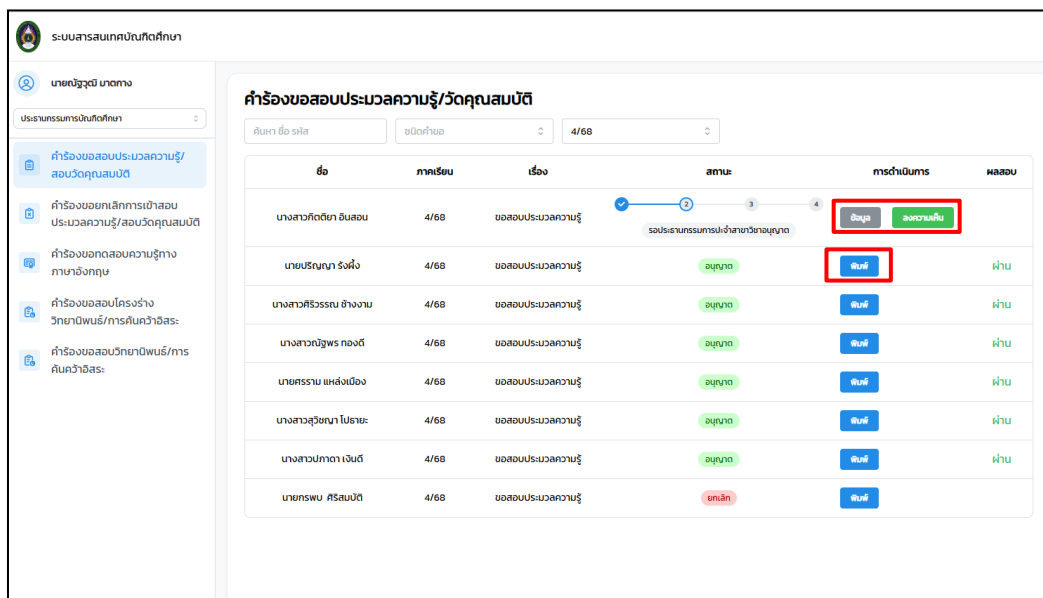 ระบบสารสนเทศบัณฑิตศึกษา
นายณัฐวุฒิ มาตกาง
ประธานกรรมการบัณฑิตศึกษา
คำร้องขอสอบประมวลความรู้/
สอบวัดคุณสมบัติ
คำร้องขอยกเลิกการเข้าสอบ
ประมวลความรู้/สอบวัดคุณสมบัติ
คำร้องขอทดสอบความรู้ทาง
ภาษาอังกฤษ
คำร้องขอสอบโครงร่าง
วิทยานิพนธ์/การค้นคว้าอิสระ
คำร้องขอสอบวิทยานิพนธ์/การ
ค้นคว้าอิสระ
คำร้องขอสอบประมวลความรู้/วัดคุณสมบัติ
ค้นหา ชื่อ รหัส ชนิดคำขอ 4/68
ชื่อ ภาคเรียน เรื่อง สถานะ การดำเนินการ ผลสอบ
นางสาวกิตติยา อินสอน 4/68 ขอสอบประมวลความรู้ 2 3 4 ข้อมูล ลงความเห็น
รอประธานกรรมการปะจำสาขาวิชาอนุญาต
นายปริญญา รังผึ้ง 4/68 ขอสอบประมวลความรู้ อนุญาต พิมพ์ ผ่าน
นางสาวศิริวรรณ ช้างงาม 4/68 ขอสอบประมวลความรู้ อนุญาต พิมพ์ ผ่าน
นางสาวณัฐพร ทองดี 4/68 ขอสอบประมวลความรู้ อนุญาต พิมพ์ ผ่าน
นายศรราม แหล่งเมือง 4/68 ขอสอบประมวลความรู้ อนุญาต พิมพ์ ผ่าน
นางสาวสุวิชญา โปธายะ 4/68 ขอสอบประมวลความรู้ อนุญาต พิมพ์ ผ่าน
นางสาวปภาดา เงินดี 4/68 ขอสอบประมวลความรู้ อนุญาต พิมพ์ ผ่าน
นายกรพบ ศิริสมบัติ 4/68 ขอสอบประมวลความรู้ ยกเลิก พิมพ์